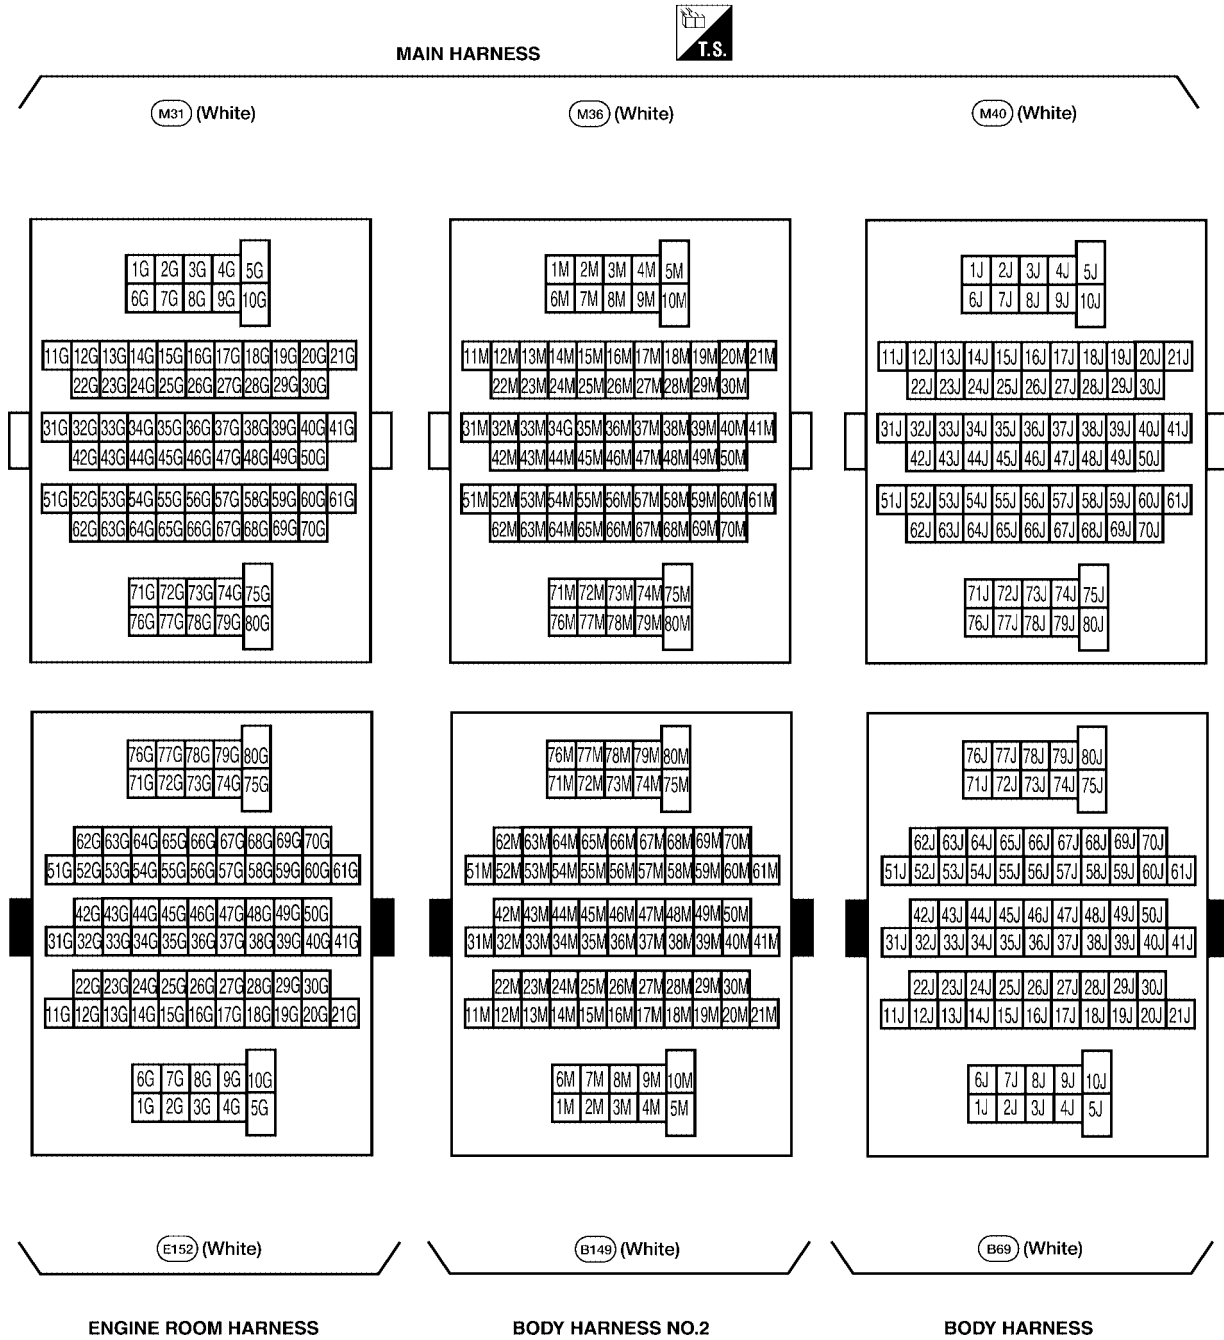 T.S.
MAIN HARNESS
M31 (White) M36 (White) M40 (White)
1G 2G 3G 4G 5G 1M 2M 3M 4M 5M 1J 2J 3J 4J 5J
6G 7G 8G 9G 10G 6M 7M 8M 9M 10M 6J 7J 8J 9J 10J
11G 12G 13G 14G 15G 16G 17G 18G 19G 20G 21G 11M 12M 13M 14M 15M 16M 17M 18M 19M 20M 21M 11J 12J 13J 14J 15J 16J 17J 18J 19J 20J 21J
22G 23G 24G 25G 26G 27G 28G 29G 30G 22M 23M 24M 25M 26M 27M 28M 29M 30M 22J 23J 24J 25J 26J 27J 28J 29J 30J
31G 32G 33G 34G 35G 36G 37G 38G 39G 40G 41G 31M 32M 33M 34G 35M 36M 37M 38M 39M 40M 41M 31J 32J 33J 34J 35J 36J 37J 38J 39J 40J 41J
42G 43G 44G 45G 46G 47G 48G 49G 50G 42M 43M 44M 45M 46M 47M 48M 49M 50M 42J 43J 44J 45J 46J 47J 48J 49J 50J
51G 52G 53G 54G 55G 56G 57G 58G 59G 60G 61G 51M 52M 53M 54M 55M 56M 57M 58M 59M 60M 61M 51J 52J 53J 54J 55J 56J 57J 58J 59J 60J 61J
62G 63G 64G 65G 66G 67G 68G 69G 70G 62M 63M 64M 65M 66M 67M 68M 69M 70M 62J 63J 64J 65J 66J 67J 68J 69J 70J
71G 72G 73G 74G 75G 71M 72M 73M 74M 75M 71J 72J 73J 74J 75J
76G 77G 78G 79G 80G 76M 77M 78M 79M 80M 76J 77J 78J 79J 80J
76G 77G 78G 79G 80G 76M 77M 78M 79M 80M 76J 77J 78J 79J 80J
71G 72G 73G 74G 75G 71M 72M 73M 74M 75M 71J 72J 73J 74J 75J
62G 63G 64G 65G 66G 67G 68G 69G 70G 62M 63M 64M 65M 66M 67M 68M 69M 70M 62J 63J 64J 65J 66J 67J 68J 69J 70J
51G 52G 53G 54G 55G 56G 57G 58G 59G 60G 61G 51M 52M 53M 54M 55M 56M 57M 58M 59M 60M 61M 51J 52J 53J 54J 55J 56J 57J 58J 59J 60J 61J
42G 43G 44G 45G 46G 47G 48G 49G 50G 42M 43M 44M 45M 46M 47M 48M 49M 50M 42J 43J 44J 45J 46J 47J 48J 49J 50J
31G 32G 33G 34G 35G 36G 37G 38G 39G 40G 41G 31M 32M 33M 34M 35M 36M 37M 38M 39M 40M 41M 31J 32J 33J 34J 35J 36J 37J 38J 39J 40J 41J
22G 23G 24G 25G 26G 27G 28G 29G 30G 22M 23M 24M 25M 26M 27M 28M 29M 30M 22J 23J 24J 25J 26J 27J 28J 29J 30J
11G 12G 13G 14G 15G 16G 17G 18G 19G 20G 21G 11M 12M 13M 14M 15M 16M 17M 18M 19M 20M 21M 11J 12J 13J 14J 15J 16J 17J 18J 19J 20J 21J
6G 7G 8G 9G 10G 6M 7M 8M 9M 10M 6J 7J 8J 9J 10J
1G 2G 3G 4G 5G 1M 2M 3M 4M 5M 1J 2J 3J 4J 5J
E152 (White) B149 (White) B69 (White)
ENGINE ROOM HARNESS BODY HARNESS NO.2 BODY HARNESS